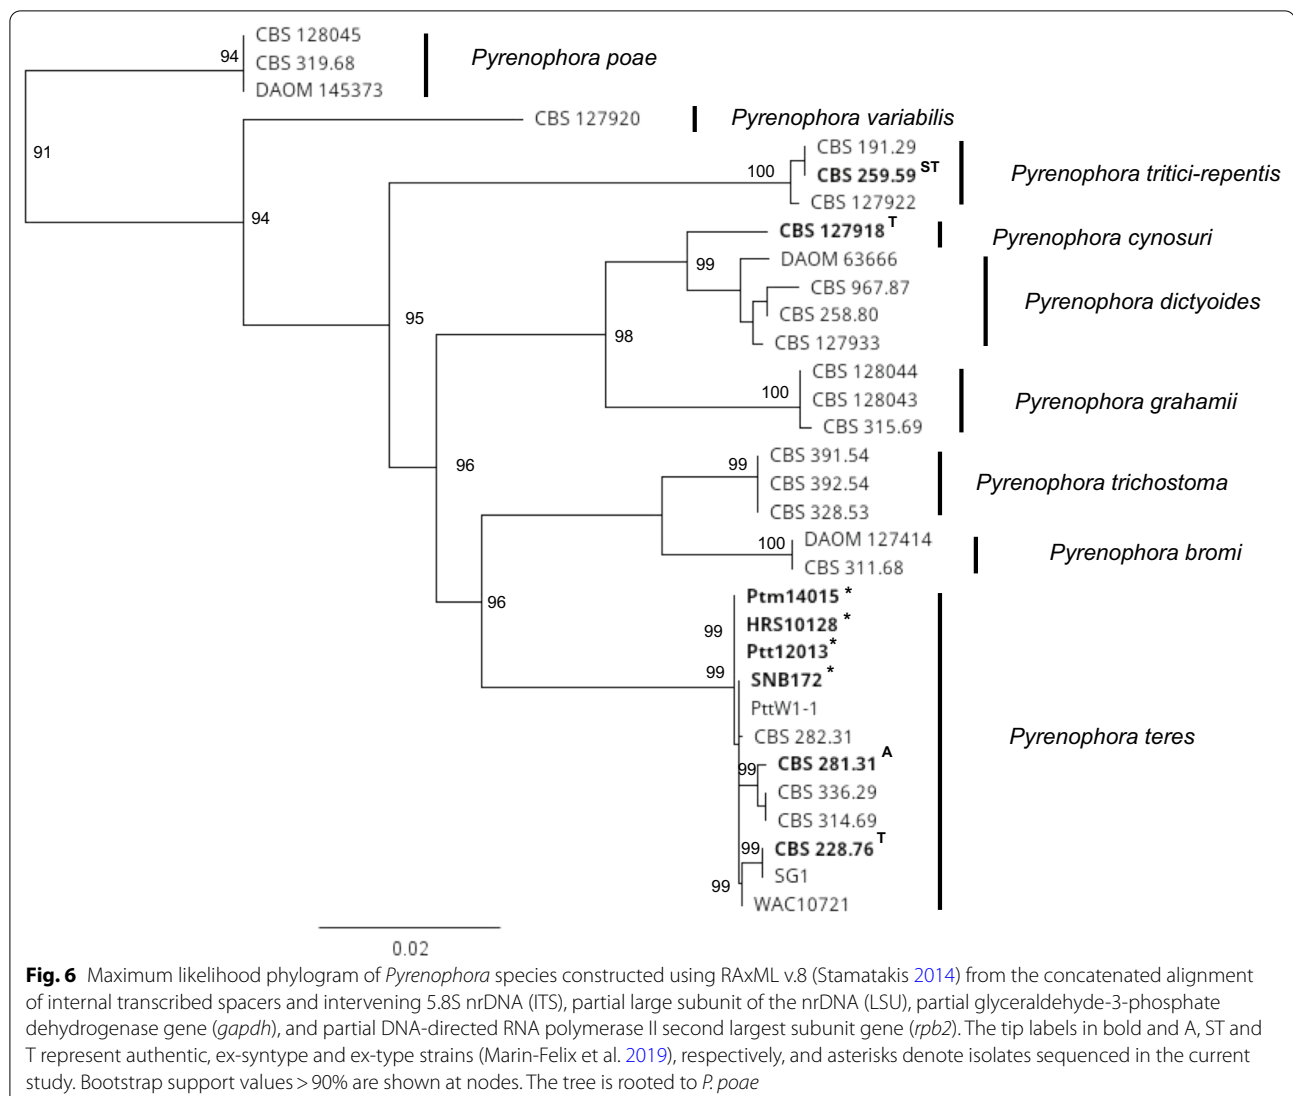 CBS 128045
94
CBS 319.68
Pyrenophora poae
DAOM 145373
CBS 127920
Pyrenophora variabilis
91
CBS 191.29
100
CBS 259.59 ST
Pyrenophora tritici-repentis
CBS 127922
94
CBS 127918 T
Pyrenophora cynosuri
DAOM 63666
99
CBS 967.87
Pyrenophora dictyoides
CBS 258.80
95
98
CBS 127933
CBS 128044
100
CBS 128043
Pyrenophora grahamii
CBS 315.69
CBS 391.54
96
99
CBS 392.54
Pyrenophora trichostoma
CBS 328.53
DAOM 127414
100
Pyrenophora bromi
CBS 311.68
96
Ptm14015 *
99
HRS10128 *
Ptt12013 *
99
SNB172 *
PttW1-1
CBS 282.31
Pyrenophora teres
99
CBS 281.31 A
CBS 336.29
CBS 314.69
99
CBS 228.76 T
SG1
99
WAC10721
0.02
Fig. 6 Maximum likelihood phylogram of Pyrenophora species constructed using RAxML v.8 (Stamatakis 2014) from the concatenated alignment
of internal transcribed spacers and intervening 5.8S nrDNA (ITS), partial large subunit of the nrDNA (LSU), partial glyceraldehyde-3-phosphate
dehydrogenase gene (gapdh), and partial DNA-directed RNA polymerase II second largest subunit gene (rpb2). The tip labels in bold and A, ST and
T represent authentic, ex-syntype and ex-type strains (Marin-Felix et al. 2019), respectively, and asterisks denote isolates sequenced in the current
study. Bootstrap support values > 90% are shown at nodes. The tree is rooted to P. poae